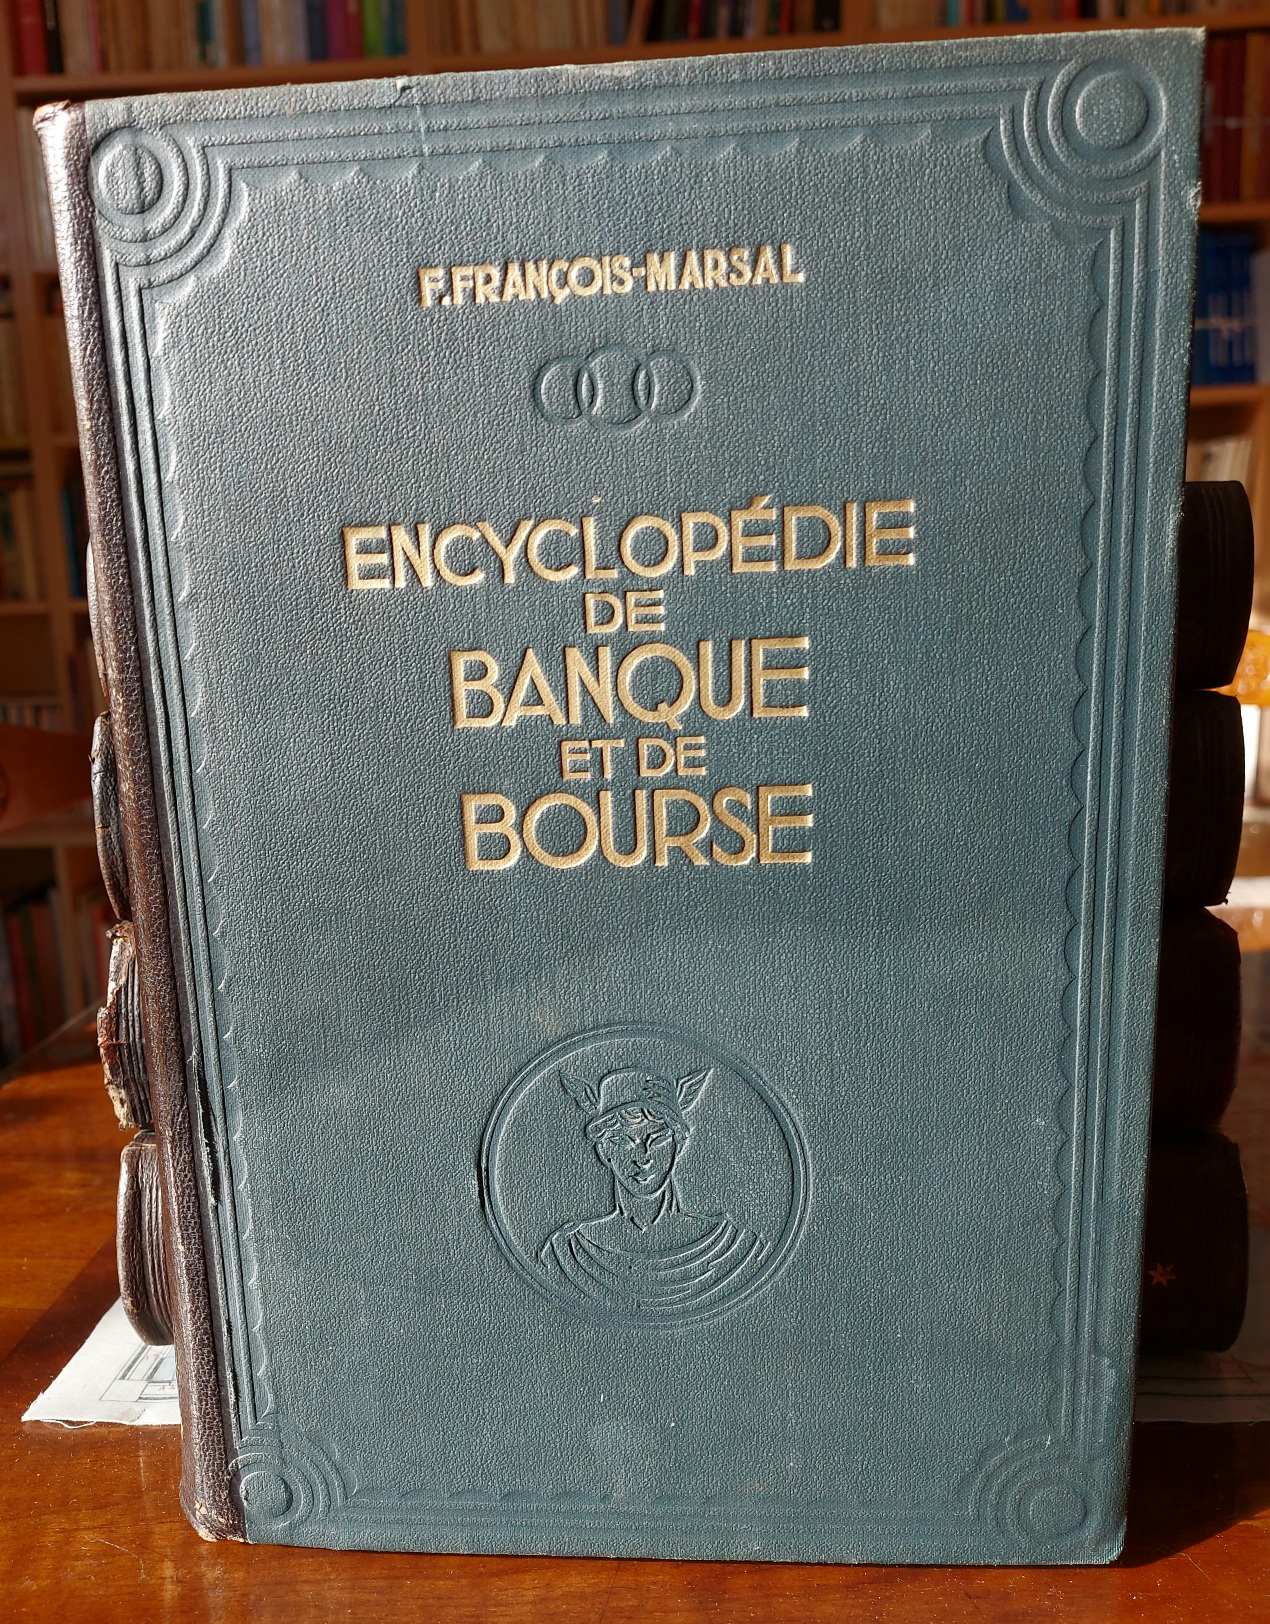 F.FRANÇOIS-MARSAL
ENCYCLOPÉDIE
DE
BANQUE
ET DE
BOURSE